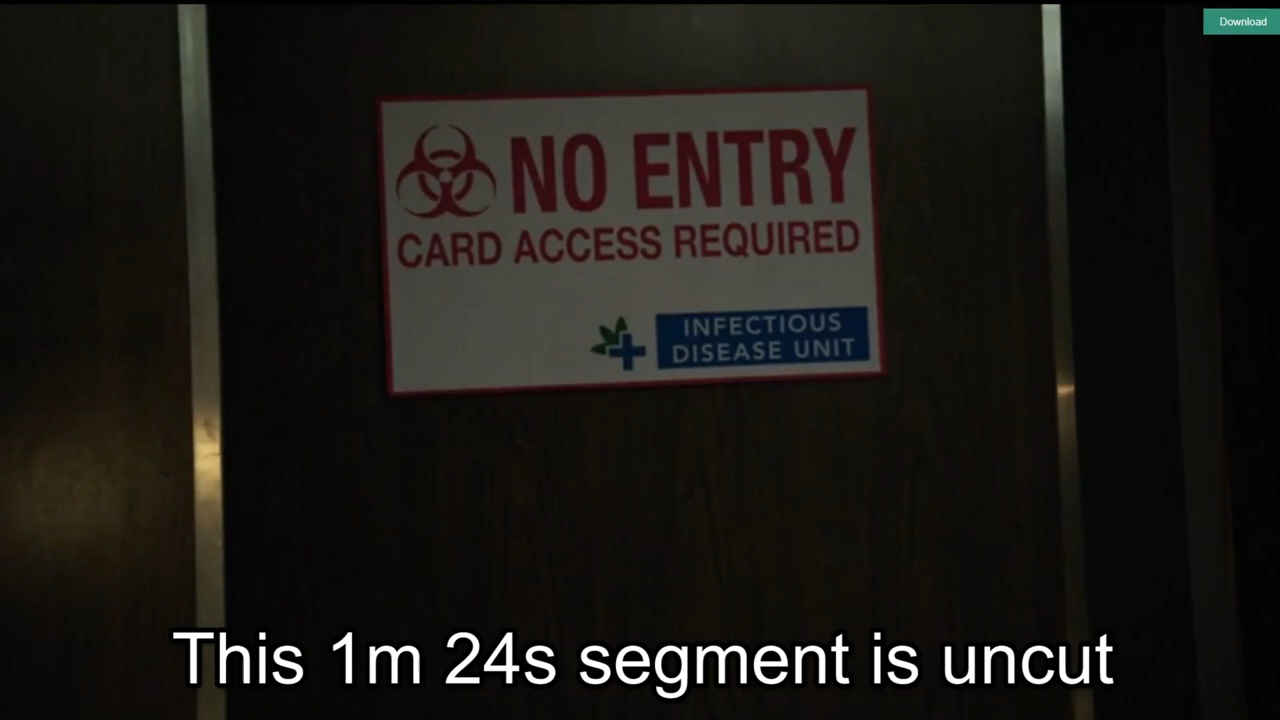 Download
NO ENTRY
CARD ACCESS REQUIRED
INFECTIOUS
DISEASE UNIT
This 1m 24s segment is uncut